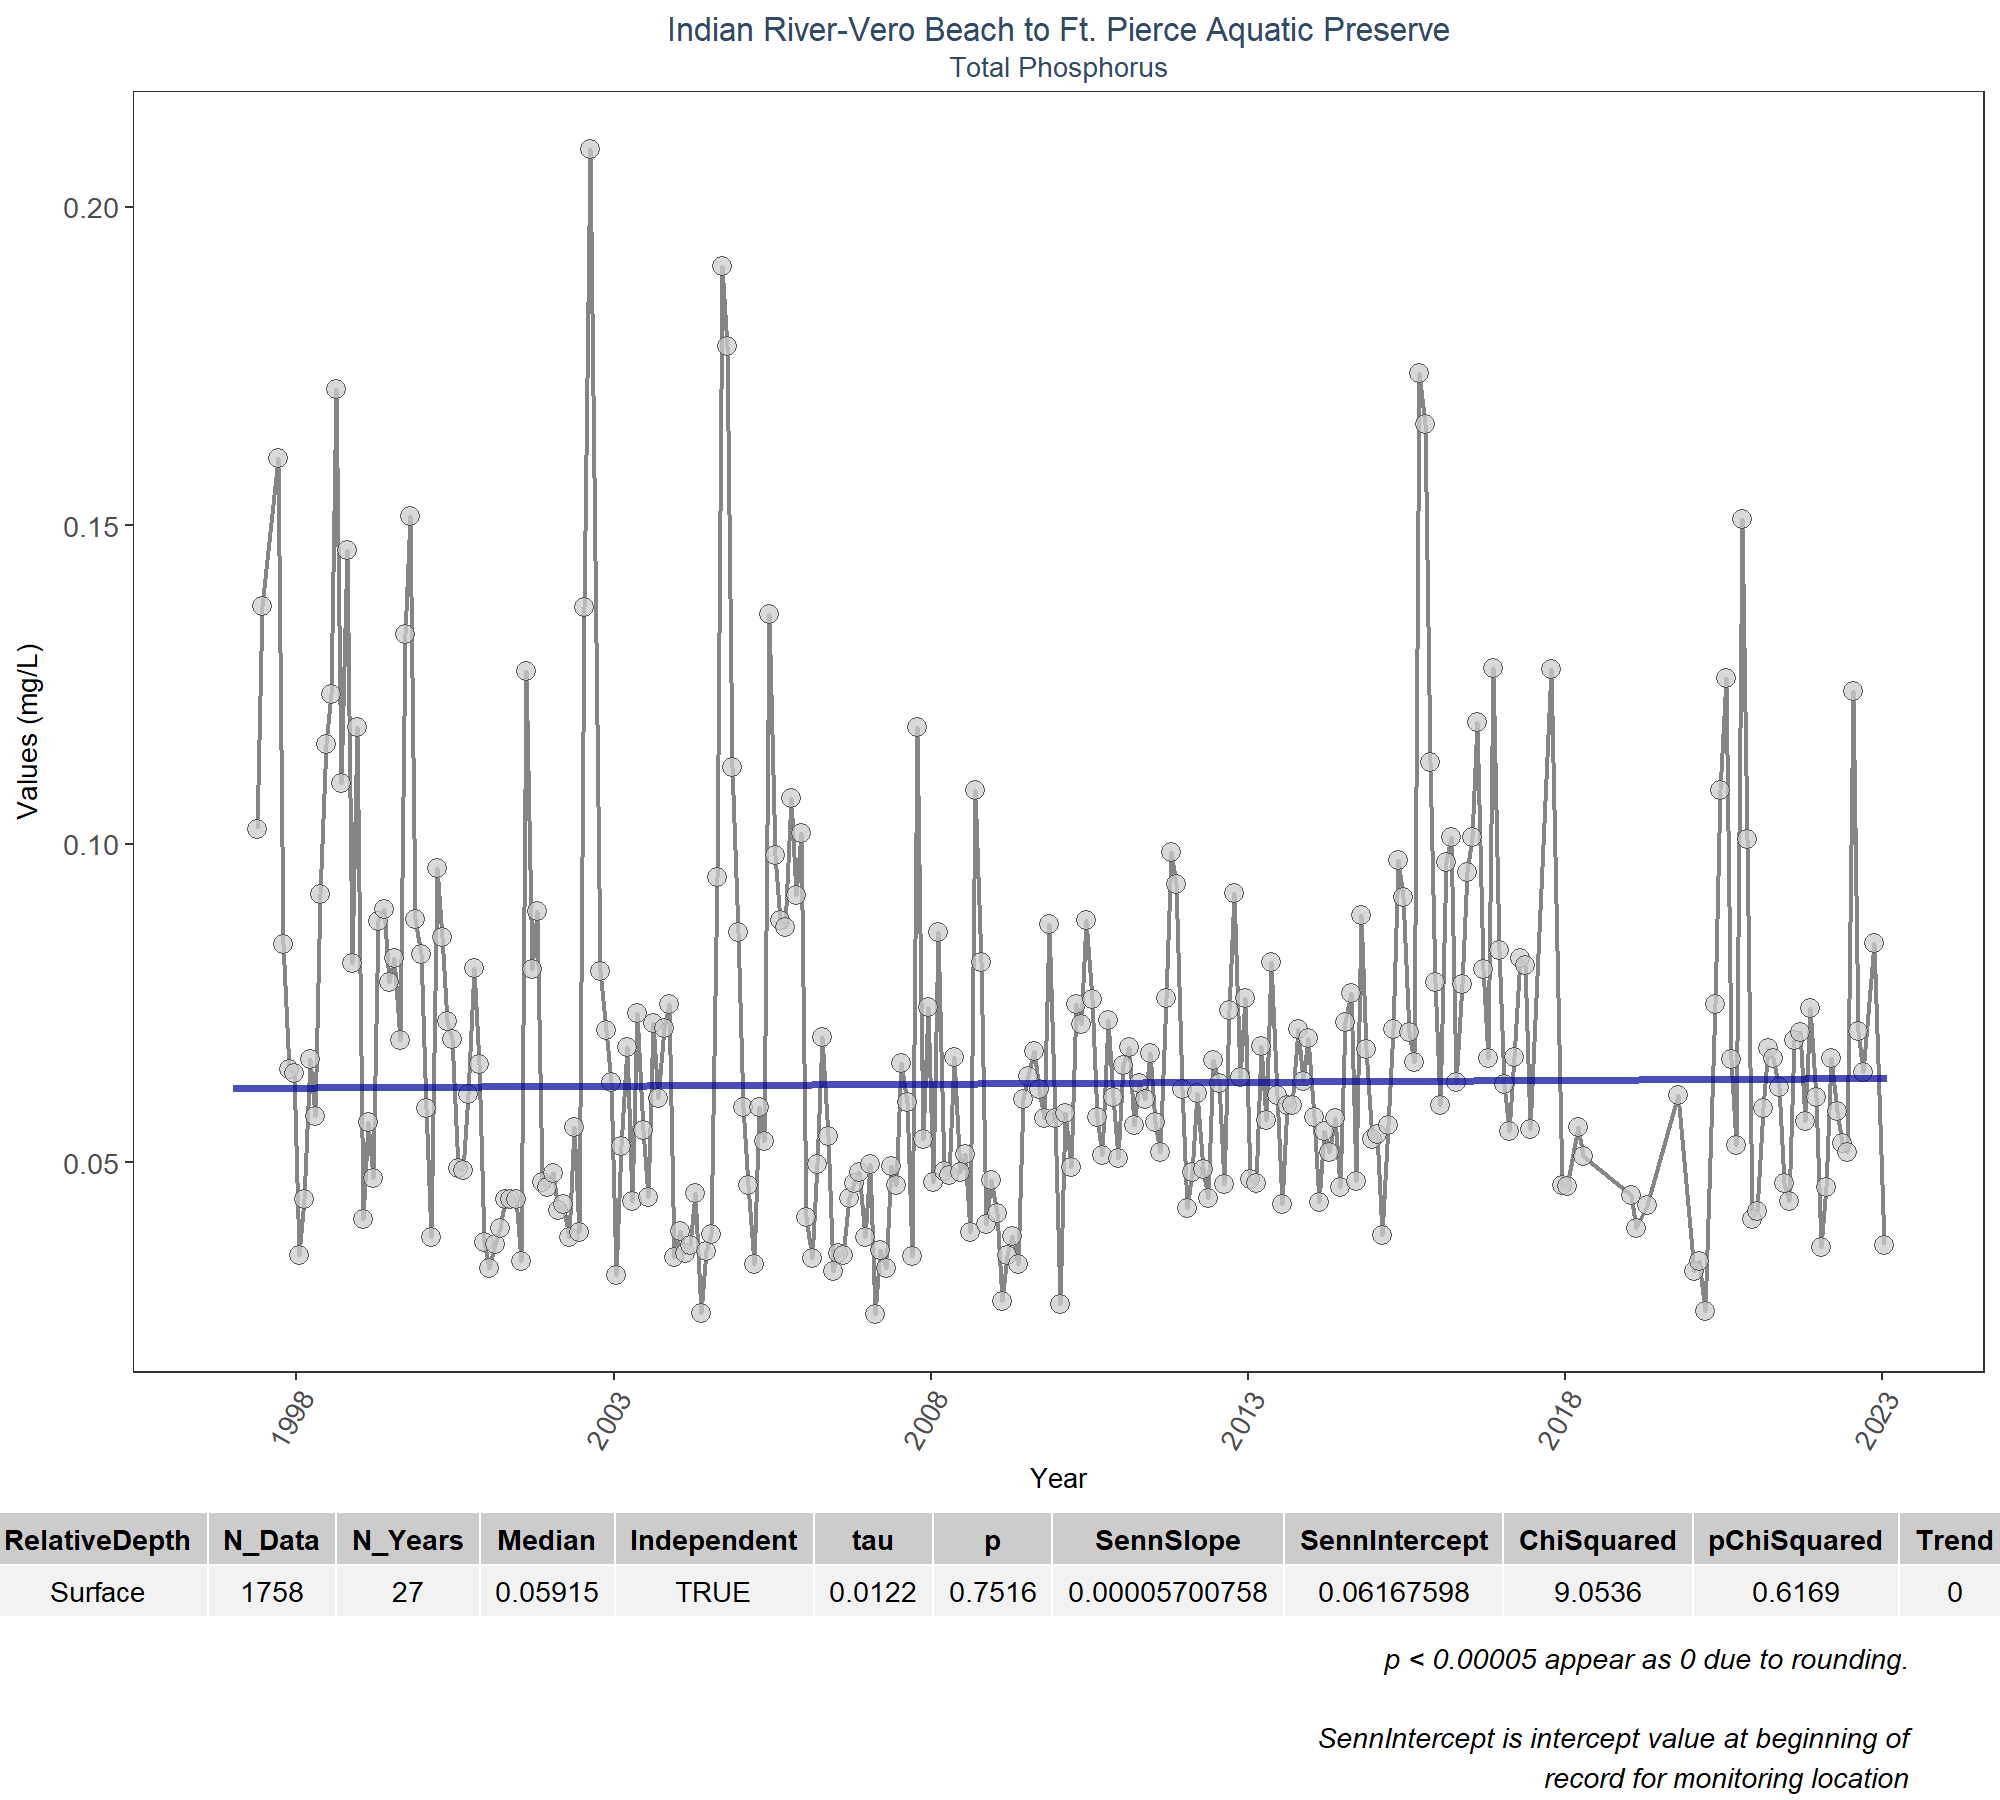 Indian River-Vero Beach to Ft. Pierce Aquatic Preserve
Total Phosphorus
Values (mg/L)
0.20
0.15
0.10
0.05
1998 2003 2008 2013 2018 2023
Year
RelativeDepth N_Data N_Years Median Independent tau p SennSlope SennIntercept ChiSquared pChiSquared Trend
Surface 1758 27 0.05915 TRUE 0.0122 0.7516 0.00005700758 0.06167598 9.0536 0.6169 0
p < 0.00005 appear as 0 due to rounding.
SennIntercept is intercept value at beginning of
record for monitoring location